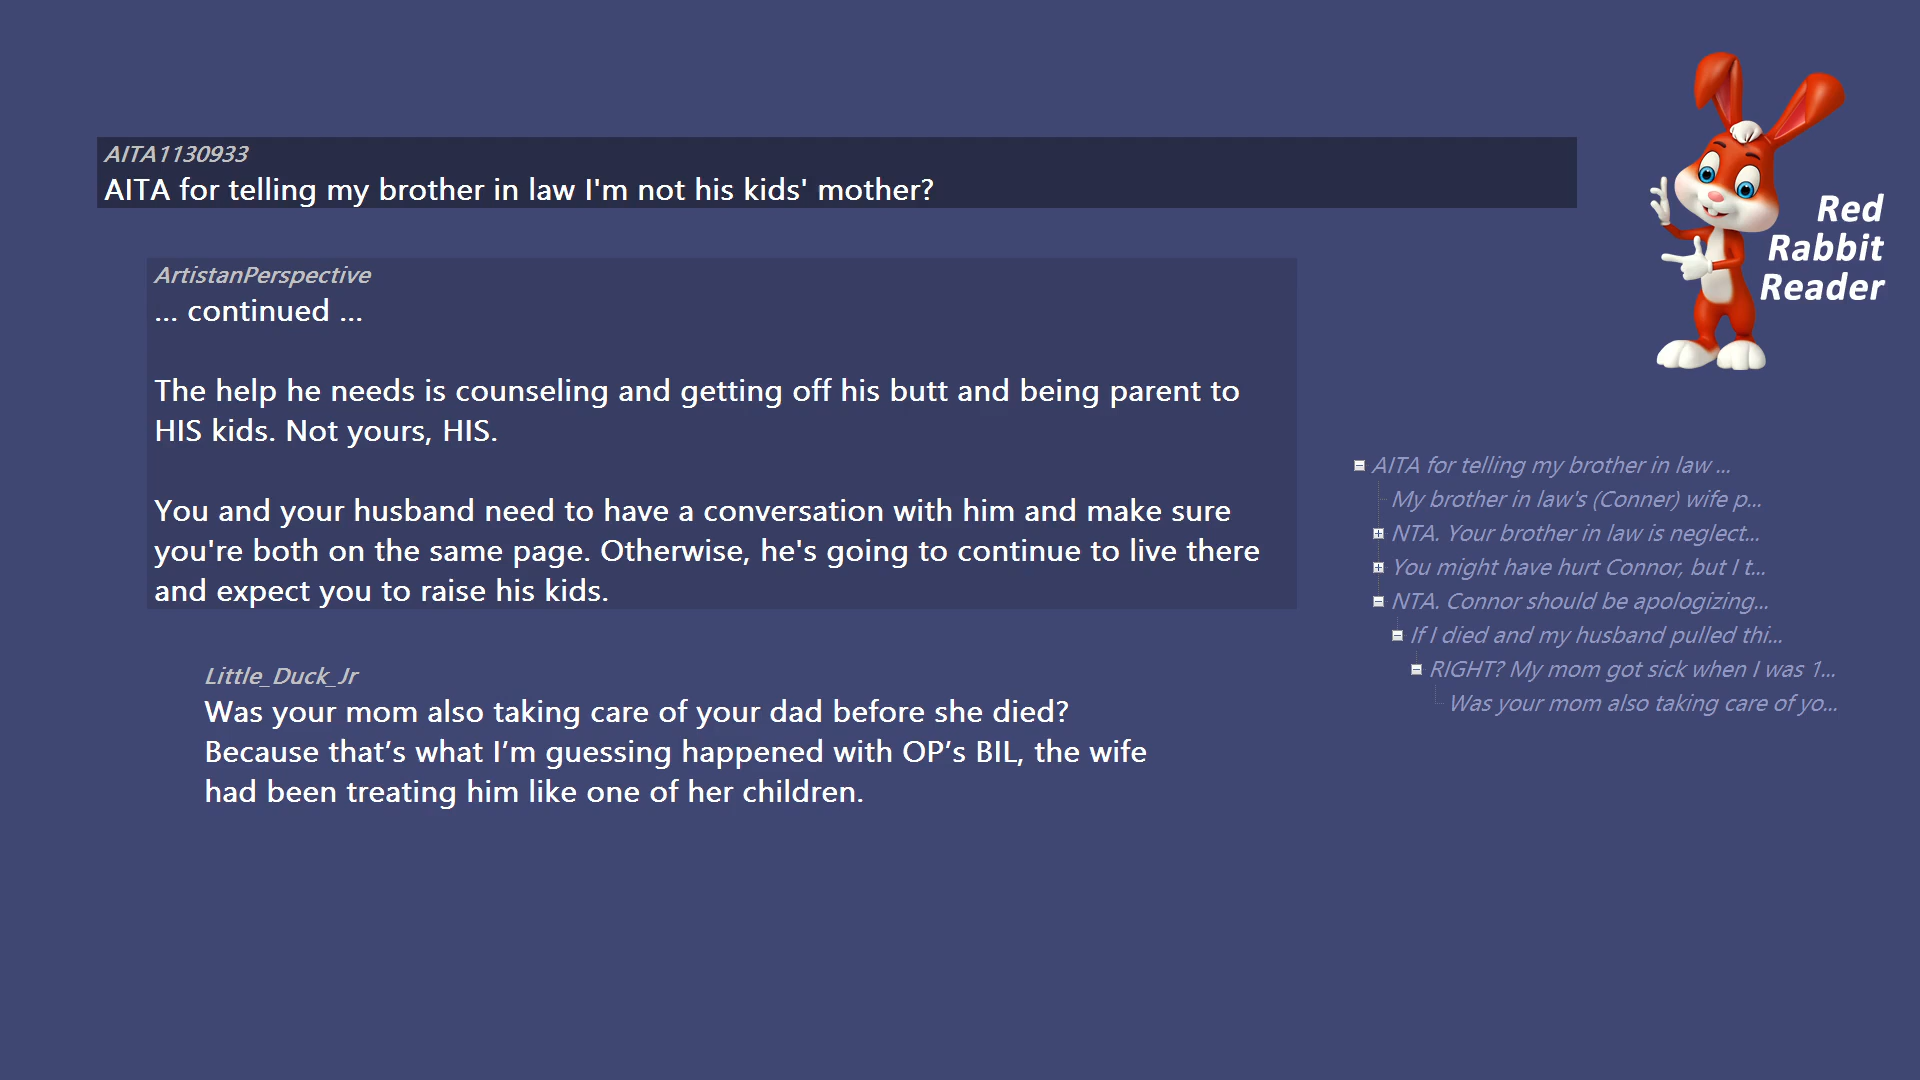 AITA1130933
AITA for telling my brother in law I'm not his kids' mother?
ArtistanPerspective
... continued ...
The help he needs is counseling and getting off his butt and being parent to
HIS kids. Not yours, HIS.
You and your husband need to have a conversation with him and make sure
you're both on the same page. Otherwise, he's going to continue to live there
and expect you to raise his kids.
Little_Duck_Jr
Was your mom also taking care of your dad before she died?
Because that’s what I’m guessing happened with OP’s BIL, the wife
had been treating him like one of her children.
Red
Rabbit
Reader
AITA for telling my brother in law ...
My brother in law's (Conner) wife p...
NTA. Your brother in law is neglect...
You might have hurt Connor, but I t...
NTA. Connor should be apologizing...
If I died and my husband pulled thi...
RIGHT? My mom got sick when I was 1...
Was your mom also taking care of yo...